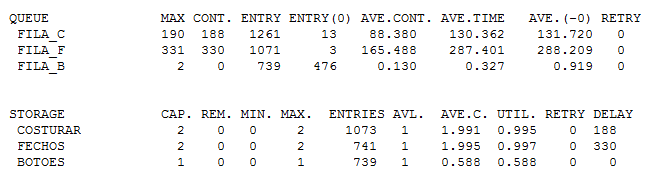 QUEUE MAX CONT. ENTRY ENTRY(0) AVE.CONT. AVE.TIME AVE.(-0) RETRY
FILA_C 190 188 1261 13 88.380 130.362 131.720 0
FILA_F 331 330 1071 3 165.488 287.401 288.209 0
FILA_B 2 0 739 476 0.130 0.327 0.919 0
STORAGE CAP. REM. MIN. MAX. ENTRIES AVL. AVE.C. UTIL. RETRY DELAY
COSTURAR 2 0 0 2 1073 1 1.991 0.995 0 188
FECHOS 2 0 0 2 741 1 1.995 0.997 0 330
BOTOES 1 0 0 1 739 1 0.588 0.588 0 0